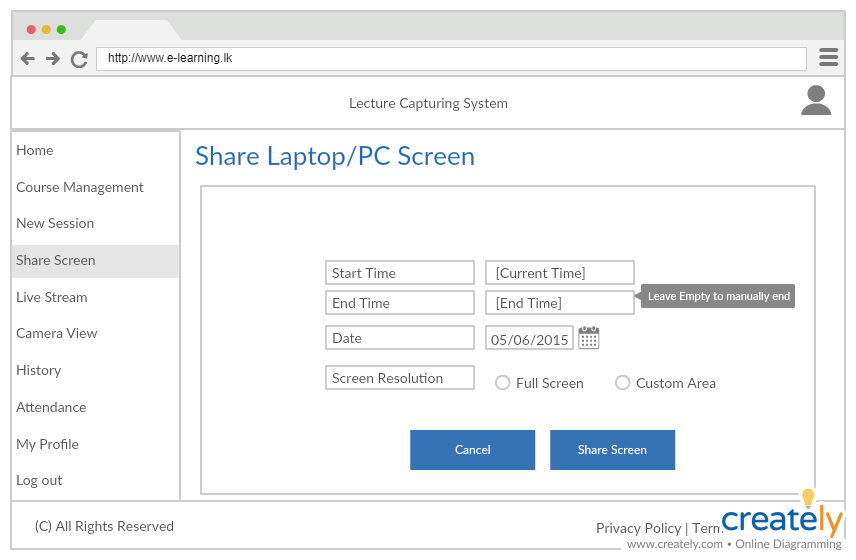 http://www.e-learning.lk
Lecture Capturing System
Home
Course Management
New Session
Share Screen
Live Stream
Camera View
History
Attendance
My Profile
Log out
Share Laptop/PC Screen
Start Time [Current Time]
End Time [End Time] Leave Empty to manually end
Date 05/06/2015
Screen Resolution Full Screen Custom Area
Cancel Share Screen
(C) All Rights Reserved
Privacy Policy |
creately
www.creately.com • Online Diagramming